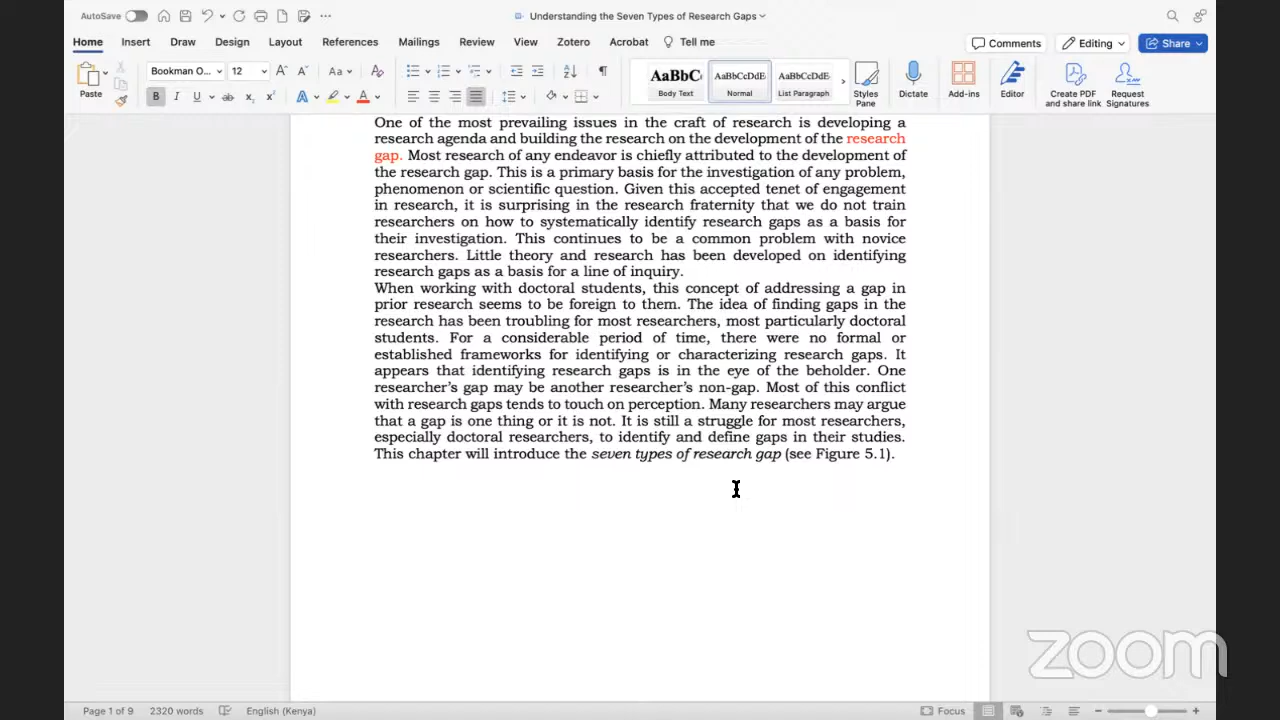 AutoSave
Understanding the Seven Types of Research Gaps
Home Insert Draw Design Layout References Mailings Review View Zotero Acrobat Tell me
Comments Editing Share
Paste
Bookman O... 12
Aa
B I U ab x₂ x²
AaBbC AaBbCcDdE AaBbCcDdE
Body Text Normal List Paragraph
Styles Pane
Dictate
Add-ins
Editor
Create PDF and share link
Request Signatures
One of the most prevailing issues in the craft of research is developing a
research agenda and building the research on the development of the research
gap. Most research of any endeavor is chiefly attributed to the development of
the research gap. This is a primary basis for the investigation of any problem,
phenomenon or scientific question. Given this accepted tenet of engagement
in research, it is surprising in the research fraternity that we do not train
researchers on how to systematically identify research gaps as a basis for
their investigation. This continues to be a common problem with novice
researchers. Little theory and research has been developed on identifying
research gaps as a basis for a line of inquiry.
When working with doctoral students, this concept of addressing a gap in
prior research seems to be foreign to them. The idea of finding gaps in the
research has been troubling for most researchers, most particularly doctoral
students. For a considerable period of time, there were no formal or
established frameworks for identifying or characterizing research gaps. It
appears that identifying research gaps is in the eye of the beholder. One
researcher's gap may be another researcher's non-gap. Most of this conflict
with research gaps tends to touch on perception. Many researchers may argue
that a gap is one thing or it is not. It is still a struggle for most researchers,
especially doctoral researchers, to identify and define gaps in their studies.
This chapter will introduce the seven types of research gap (see Figure 5.1).
zoom
Page 1 of 9 2320 words English (Kenya) Focus